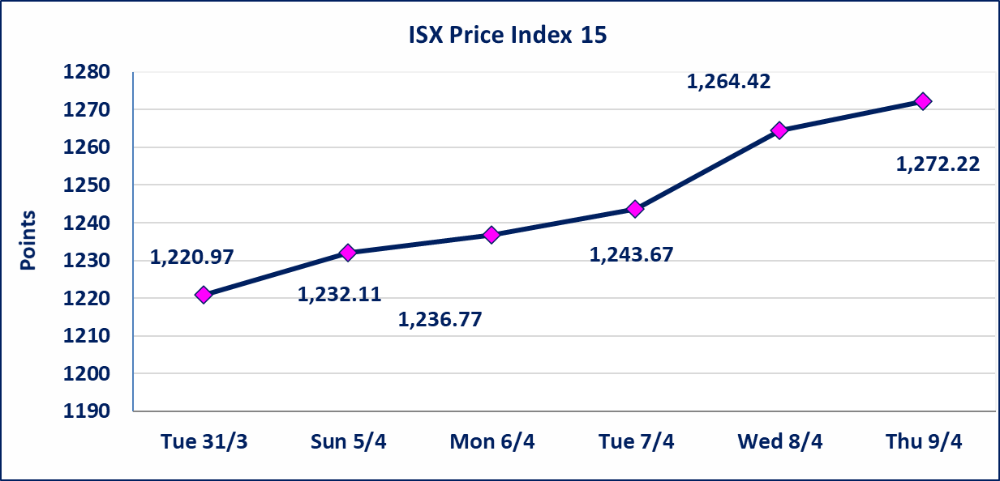 ISX Price Index 15
Points
1280
1270
1260
1250
1240
1230
1220
1210
1200
1190
1,220.97
1,232.11
1,236.77
1,243.67
1,264.42
1,272.22
Tue 31/3
Sun 5/4
Mon 6/4
Tue 7/4
Wed 8/4
Thu 9/4